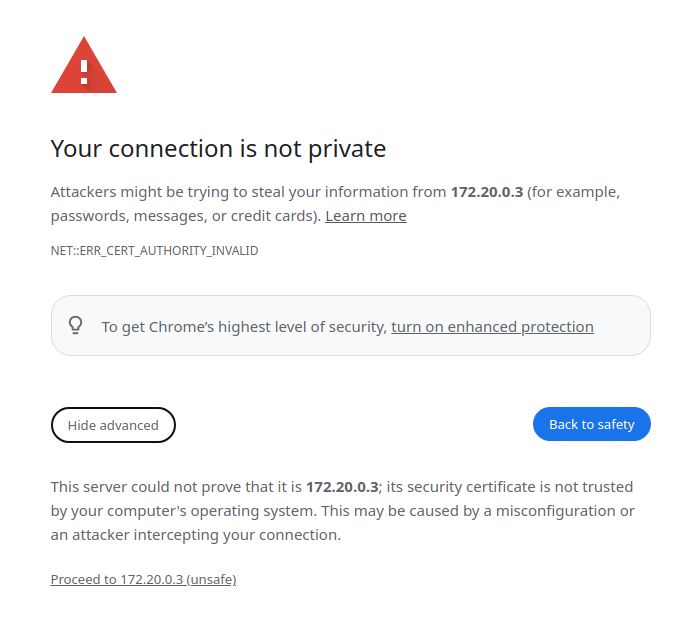 Your connection is not private
Attackers might be trying to steal your information from 172.20.0.3 (for example,
passwords, messages, or credit cards). Learn more
NET::ERR_CERT_AUTHORITY_INVALID
To get Chrome’s highest level of security, turn on enhanced protection
Hide advanced
Back to safety
This server could not prove that it is 172.20.0.3; its security certificate is not trusted
by your computer's operating system. This may be caused by a misconfiguration or
an attacker intercepting your connection.
Proceed to 172.20.0.3 (unsafe)